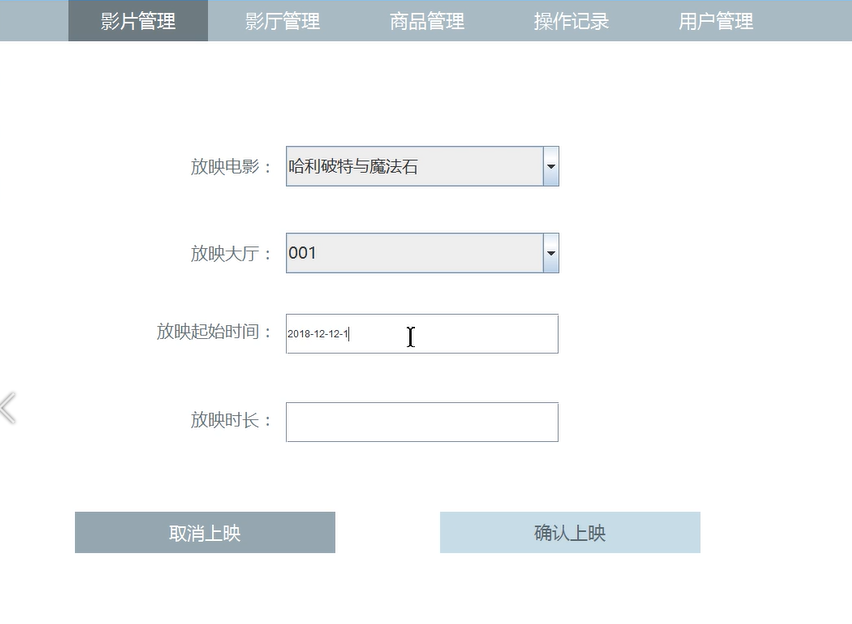 影片管理 影厅管理 商品管理 操作记录 用户管理
放映电影： 哈利破特与魔法石
放映大厅： 001
放映起始时间： 2018-12-12-1
放映时长：
取消上映 确认上映